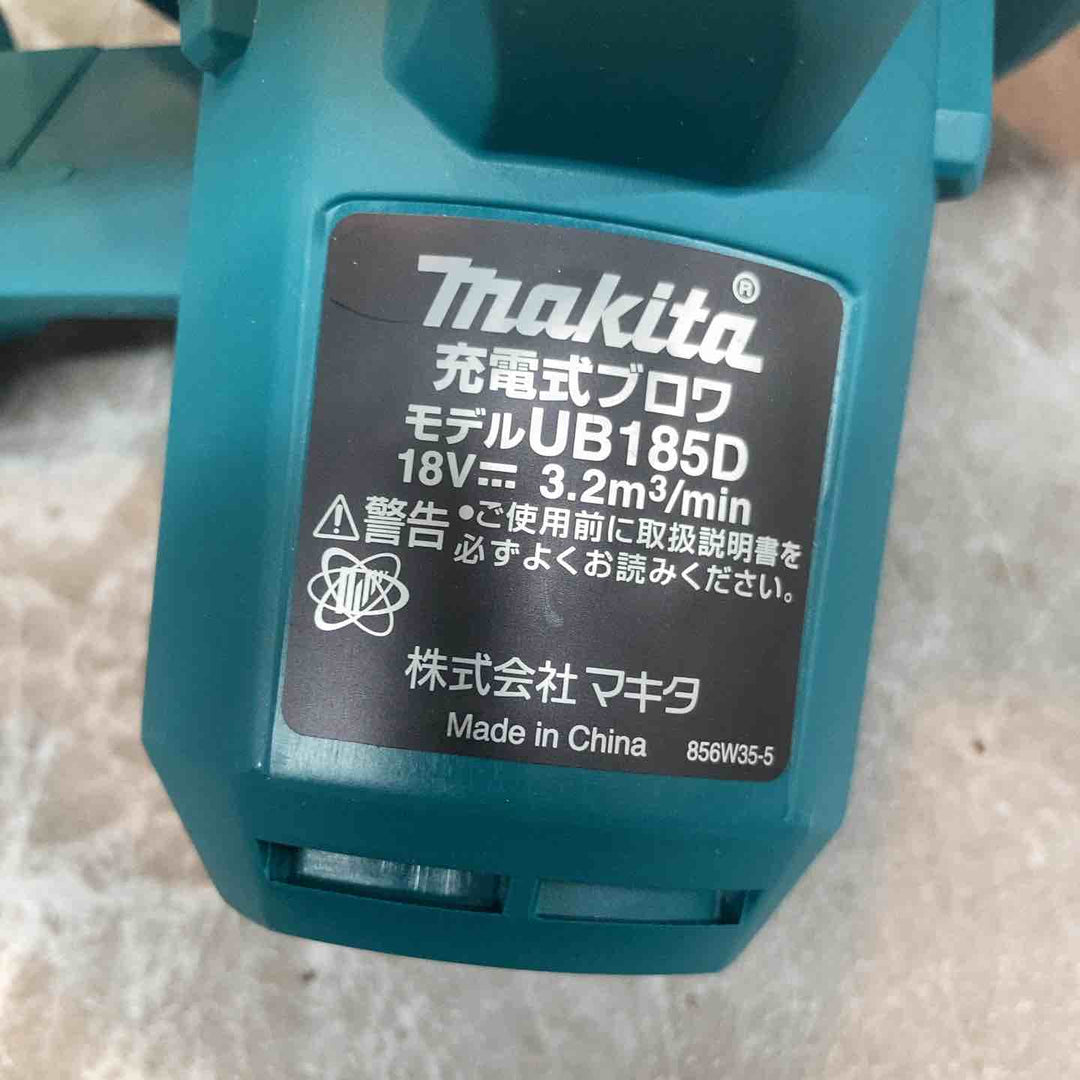 makita®
充電式ブロワ
モデルUB185D
18V⎓ 3.2m³/min
⚠警告 •ご使用前に取扱説明書を
必ずよくお読みください。
株式会社マキタ
Made in China 856W35-5